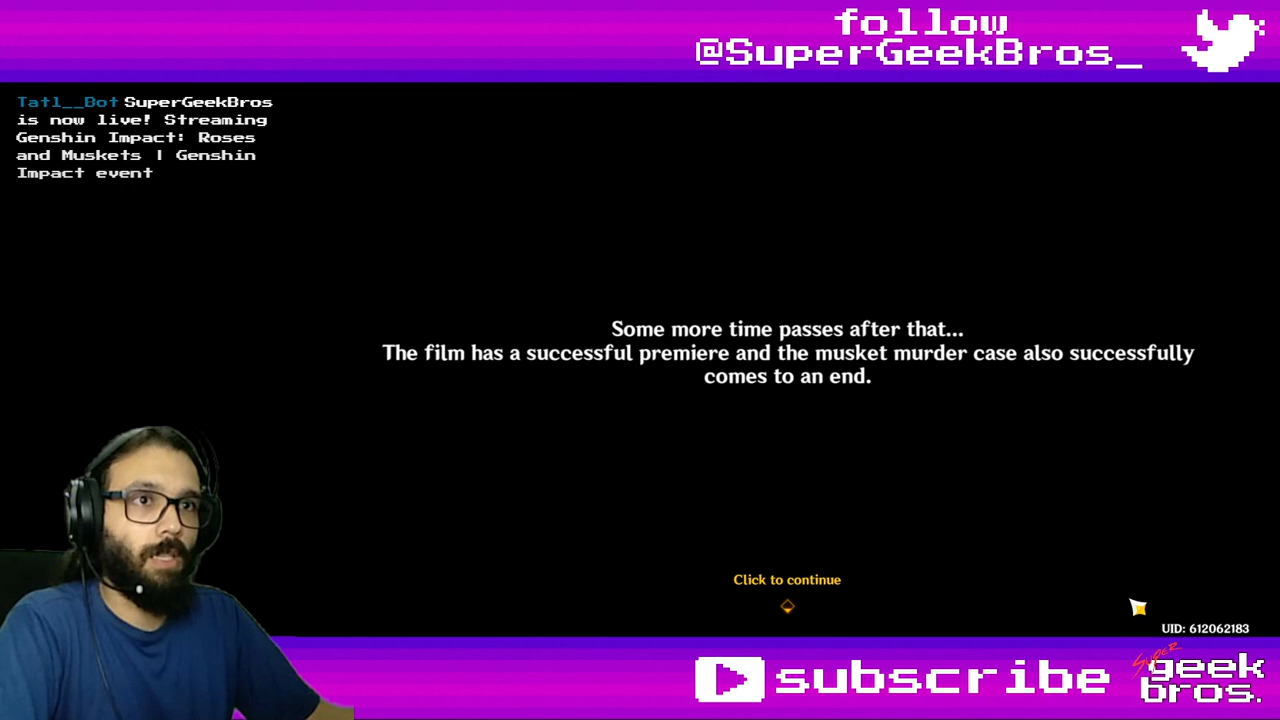 follow
@SuperGeekBros_
Tatl__Bot SuperGeekBros
is now live! Streaming
Genshin Impact: Roses
and Muskets | Genshin
Impact event
Some more time passes after that...
The film has a successful premiere and the musket murder case also successfully
comes to an end.
Click to continue
UID: 612062183
subscribe
SUPER
geek
bros.